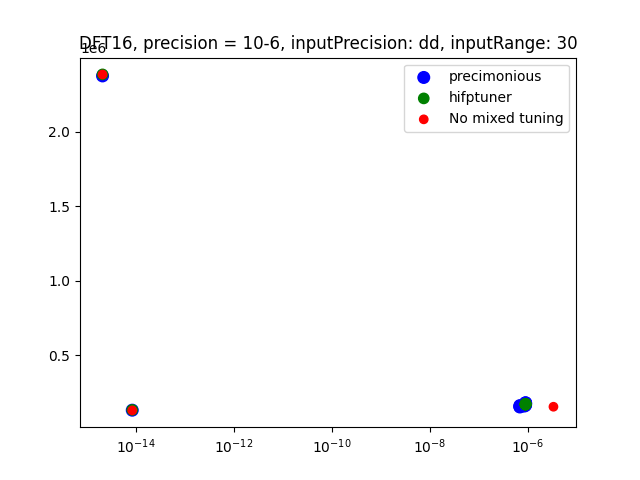 DFT16, precision = 10-6, inputPrecision: dd, inputRange: 30
1e6
precimonious
hifptuner
No mixed tuning
2.0
1.5
1.0
0.5
10⁻¹⁴ 10⁻¹² 10⁻¹⁰ 10⁻⁸ 10⁻⁶